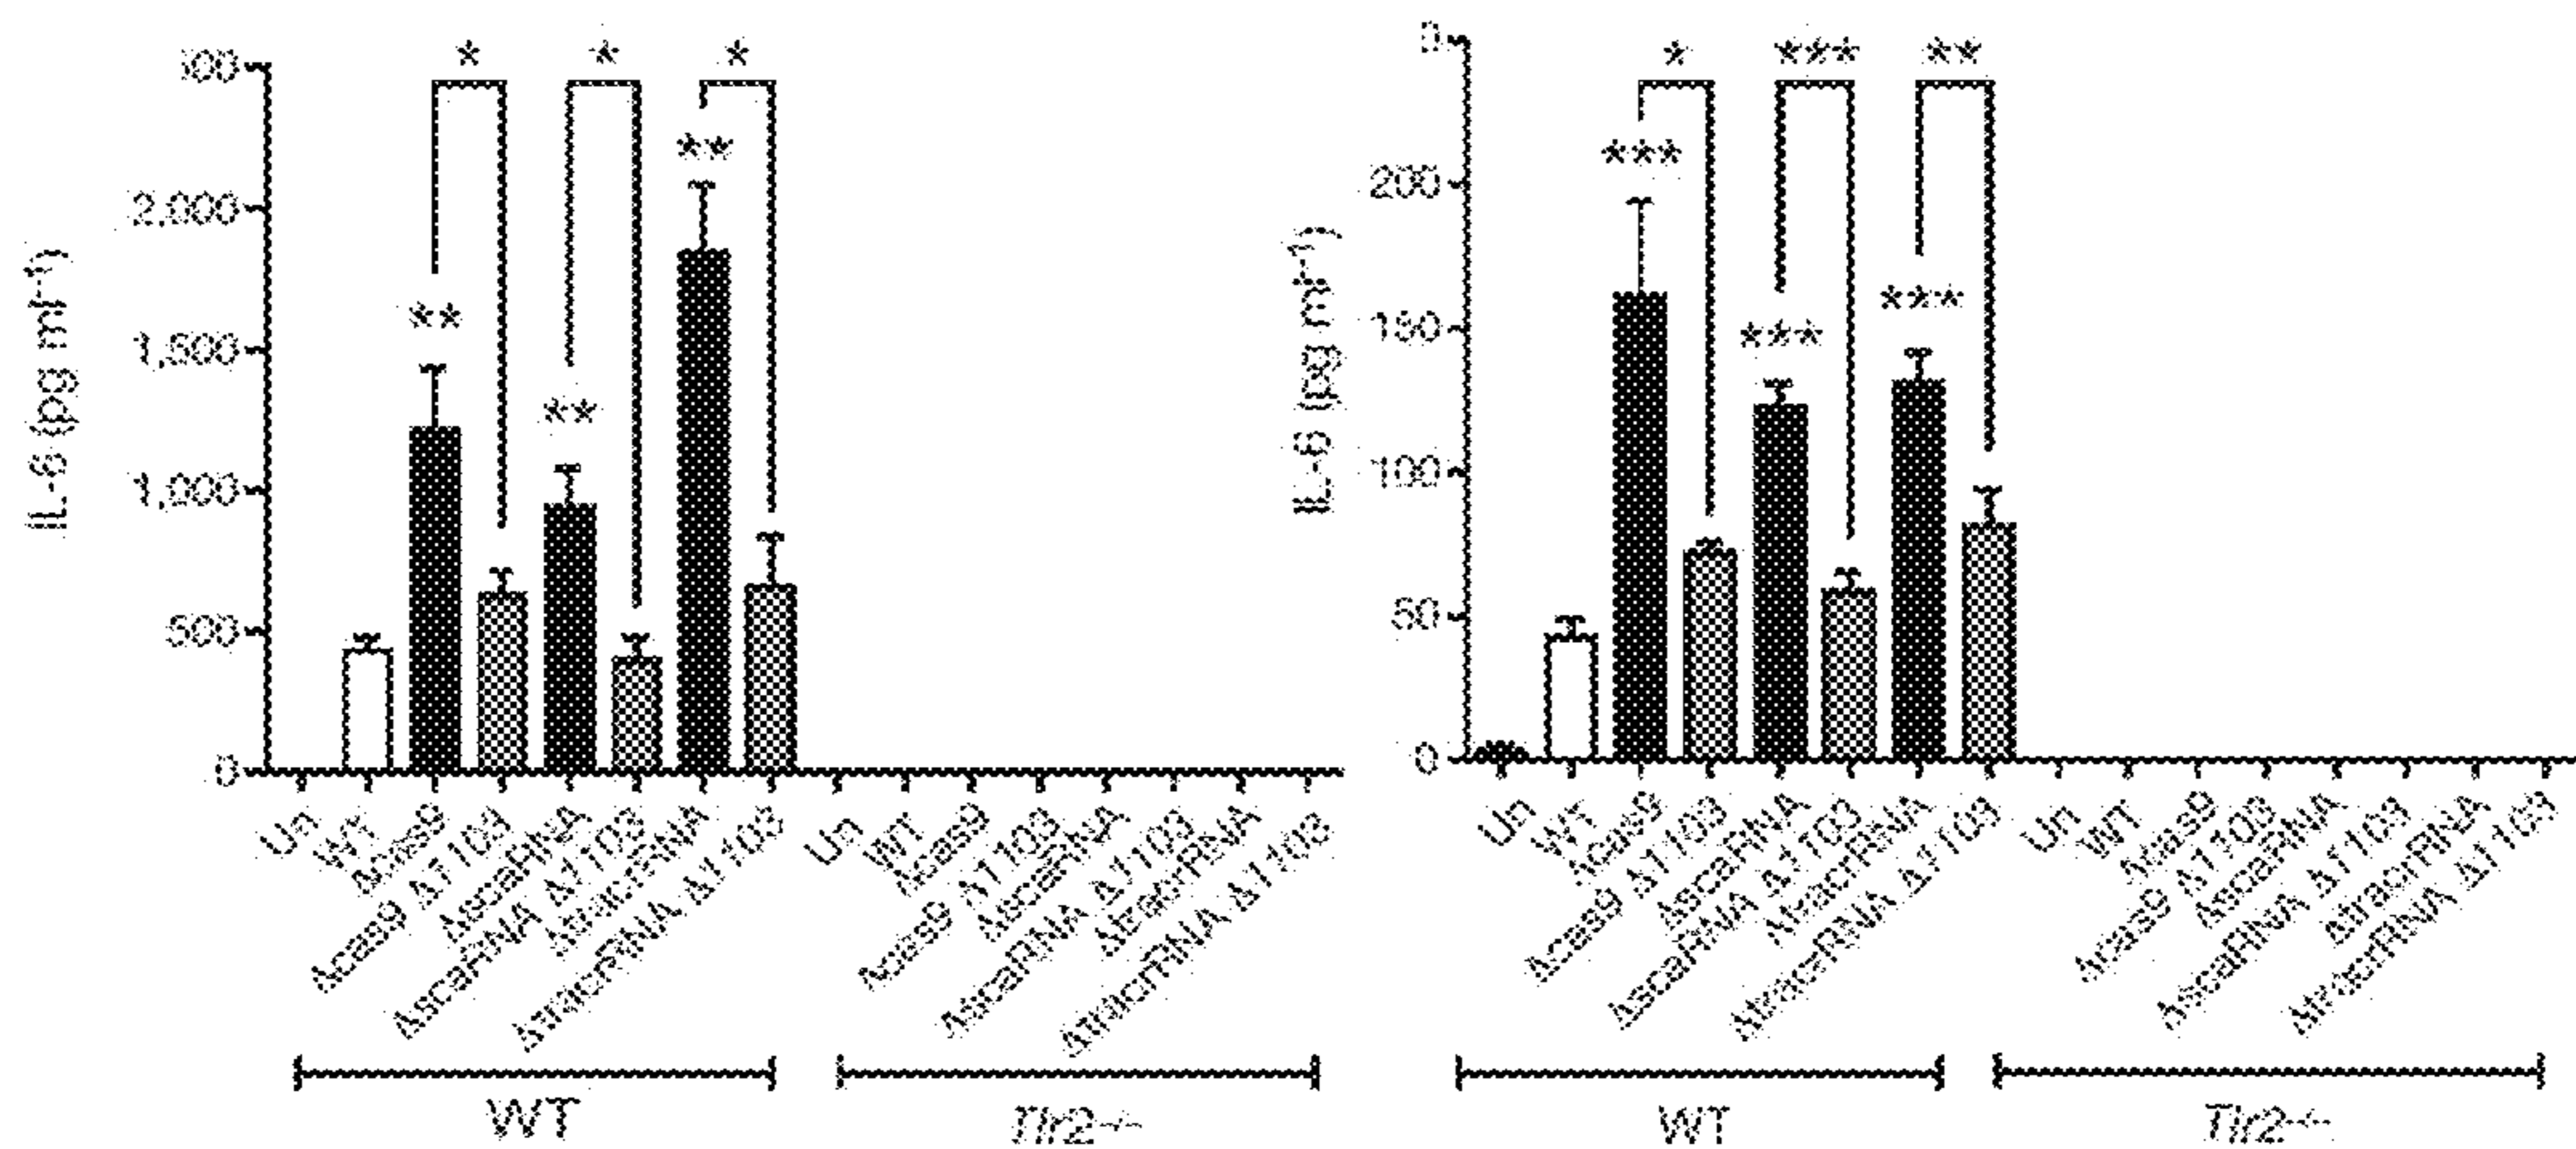 * * *
** ** **
IL-6 (pg ml⁻¹)
2,000
1,500
1,000
500
0
Un
WT
Δcas9
Δcas9 Δ1103
ΔscaRNA
ΔscaRNA Δ1103
ΔtracrRNA
ΔtracrRNA Δ1103
Un
WT
Δcas9
Δcas9 Δ1103
ΔscaRNA
ΔscaRNA Δ1103
ΔtracrRNA
ΔtracrRNA Δ1103
WT
Tlr2⁻/⁻
* *** **
*** *** ***
IL-6 (pg ml⁻¹)
200
150
100
50
0
Un
WT
Δcas9
Δcas9 Δ1103
ΔscaRNA
ΔscaRNA Δ1103
ΔtracrRNA
ΔtracrRNA Δ1103
Un
WT
Δcas9
Δcas9 Δ1103
ΔscaRNA
ΔscaRNA Δ1103
ΔtracrRNA
ΔtracrRNA Δ1103
WT
Tlr2⁻/⁻